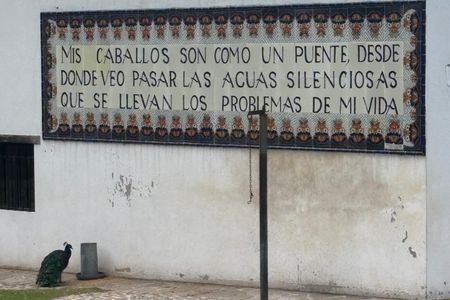 MIS CABALLOS SON COMO UN PUENTE, DESDE
DONDE VEO PASAR LAS AGUAS SILENCIOSAS
QUE SE LLEVAN LOS PROBLEMAS DE MI VIDA